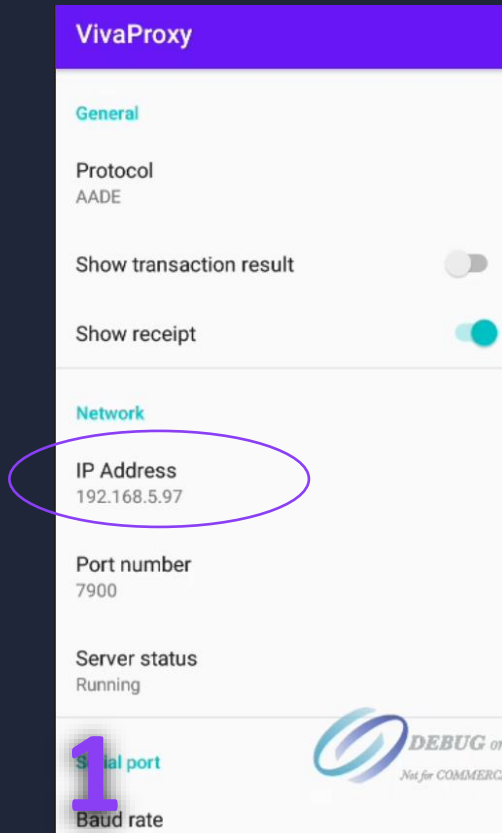 VivaProxy
General
Protocol
AADE
Show transaction result
Show receipt
Network
IP Address
192.168.5.97
Port number
7900
Server status
Running
1
port
DEBUG
Not for
Baud rate